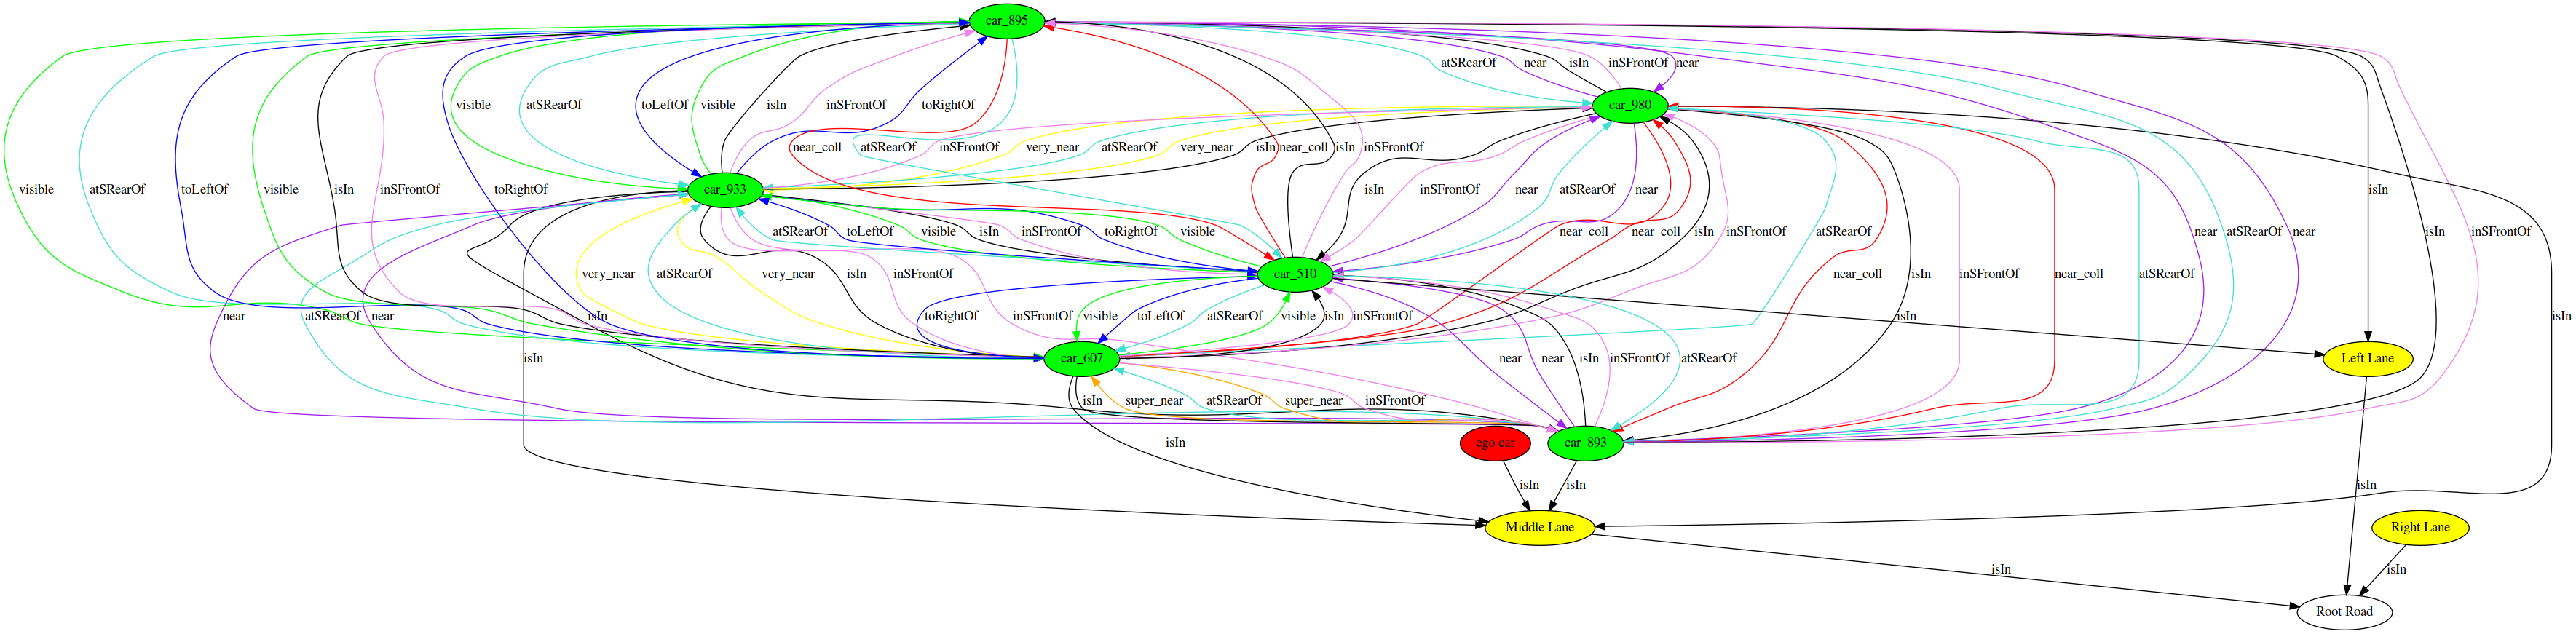 car_895
atSRearOf near isIn inSFrontOf near
visible atSRearOf toLeftOf visible isIn inSFrontOf toRightOf car_980
near_coll atSRearOf inSFrontOf very_near atSRearOf very_near isIn near_coll isIn inSFrontOf
visible atSRearOf toLeftOf visible isIn inSFrontOf toRightOf car_933 isIn inSFrontOf near atSRearOf near isIn
atSRearOf toLeftOf visible isIn inSFrontOf toRightOf visible near_coll near_coll isIn inSFrontOf atSRearOf near atSRearOf near isIn inSFrontOf
very_near atSRearOf very_near isIn inSFrontOf car_510 near_coll isIn inSFrontOf near_coll atSRearOf
near atSRearOf near isIn toRightOf inSFrontOf visible toLeftOf atSRearOf visible isIn inSFrontOf isIn isIn
isIn car_607 near near isIn inSFrontOf atSRearOf Left Lane
isIn super_near atSRearOf super_near inSFrontOf
isIn ego car car_893
isIn isIn isIn
Middle Lane Right Lane
isIn isIn
Root Road